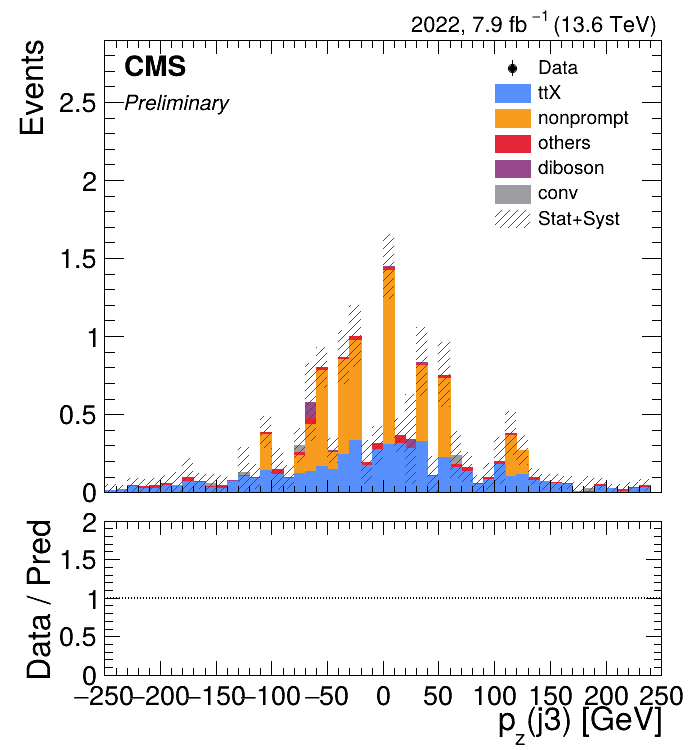 2022, 7.9 fb⁻¹ (13.6 TeV)
CMS
Preliminary
Events
Data
ttX
nonprompt
others
diboson
conv
Stat+Syst
2.5
2
1.5
1
0.5
0
Data / Pred
2
1.5
1
0.5
0
−250 −200 −150 −100 −50 0 50 100 150 200 250
p_z(j3) [GeV]